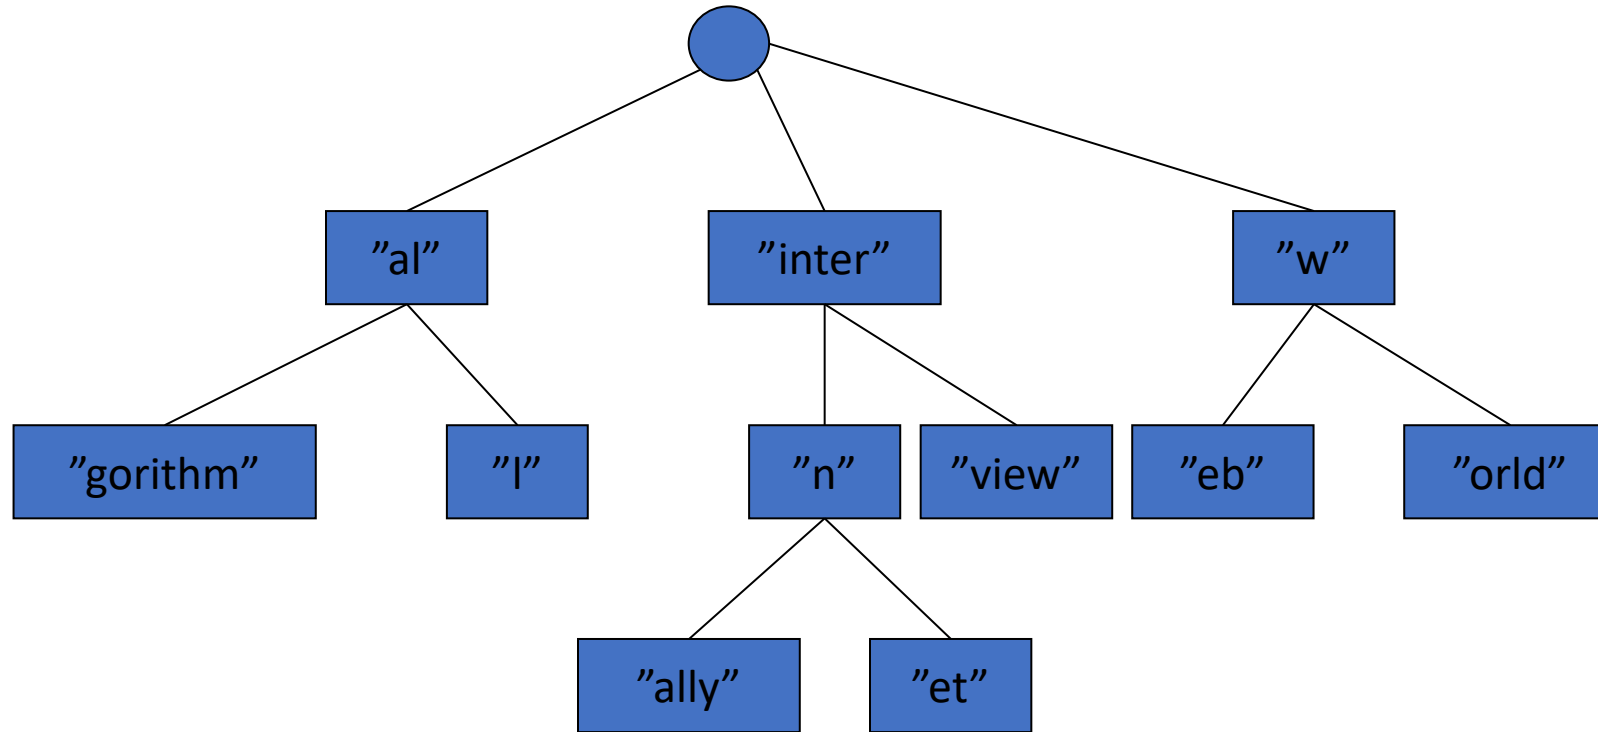 ”al”
”inter”
”w”
”gorithm”
”l”
”n”
”view”
”eb”
”orld”
”ally”
”et”